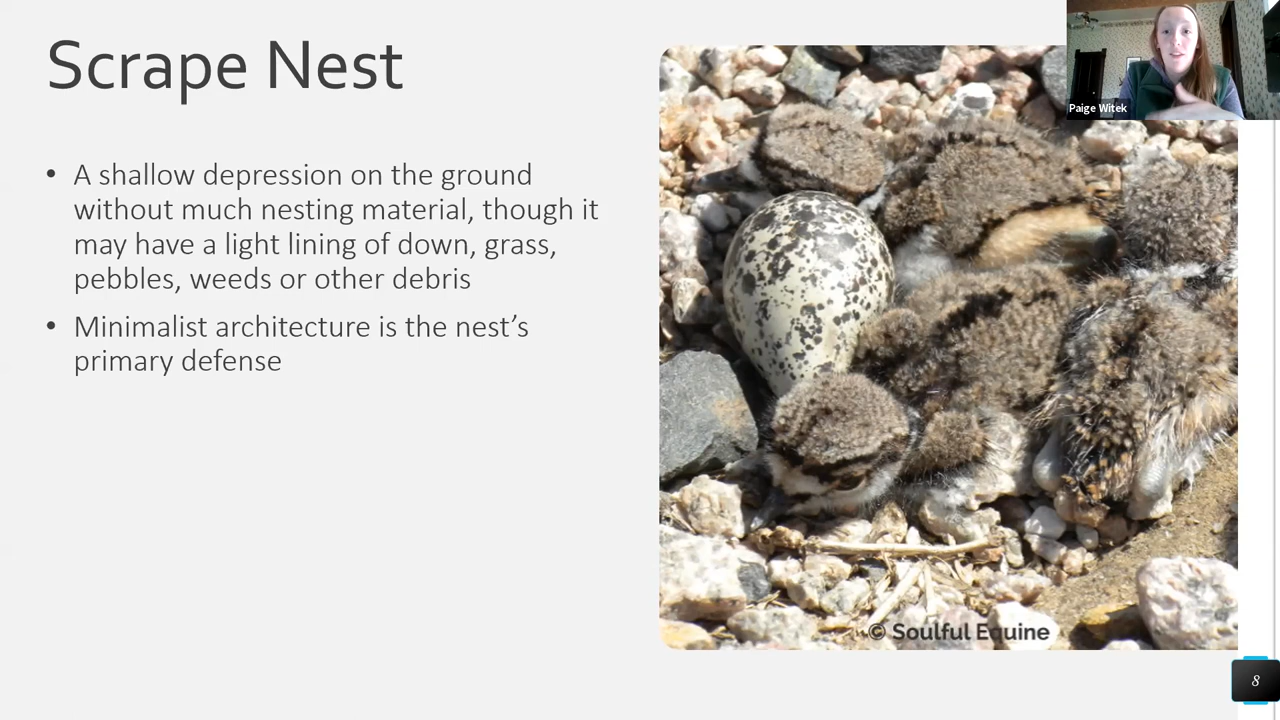 Scrape Nest
• A shallow depression on the ground
without much nesting material, though it
may have a light lining of down, grass,
pebbles, weeds or other debris
• Minimalist architecture is the nest’s
primary defense
Paige Witek
© Soulful Equine
8